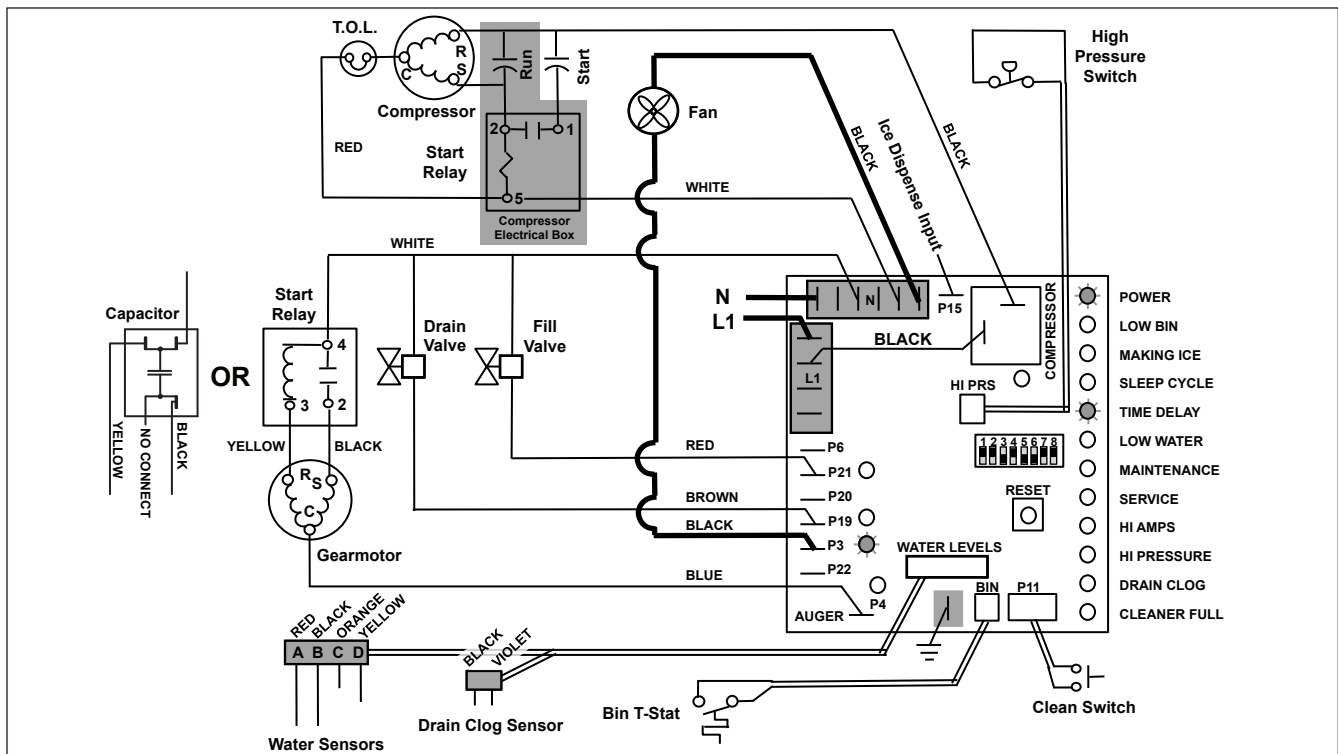 T.O.L.
R
S
C
Compressor
Run
Start
2
1
5
Start
Relay
Compressor
Electrical Box
RED
WHITE
Fan
BLACK
Ice Dispense Input
BLACK
High
Pressure
Switch
WHITE
Capacitor
YELLOW
NO CONNECT
BLACK
OR
Start
Relay
4
3
2
YELLOW
BLACK
R
S
C
Gearmotor
Drain
Valve
Fill
Valve
N
L1
N
P15
L1
BLACK
COMPRESSOR
HI PRS
1 2 3 4 5 6 7 8
RESET
RED
BROWN
BLACK
BLUE
P6
P21
P20
P19
P3
P22
P4
AUGER
WATER LEVELS
BIN
P11
POWER
LOW BIN
MAKING ICE
SLEEP CYCLE
TIME DELAY
LOW WATER
MAINTENANCE
SERVICE
HI AMPS
HI PRESSURE
DRAIN CLOG
CLEANER FULL
RED
BLACK
ORANGE
YELLOW
A B C D
Water Sensors
BLACK
VIOLET
Drain Clog Sensor
Bin T-Stat
Clean Switch